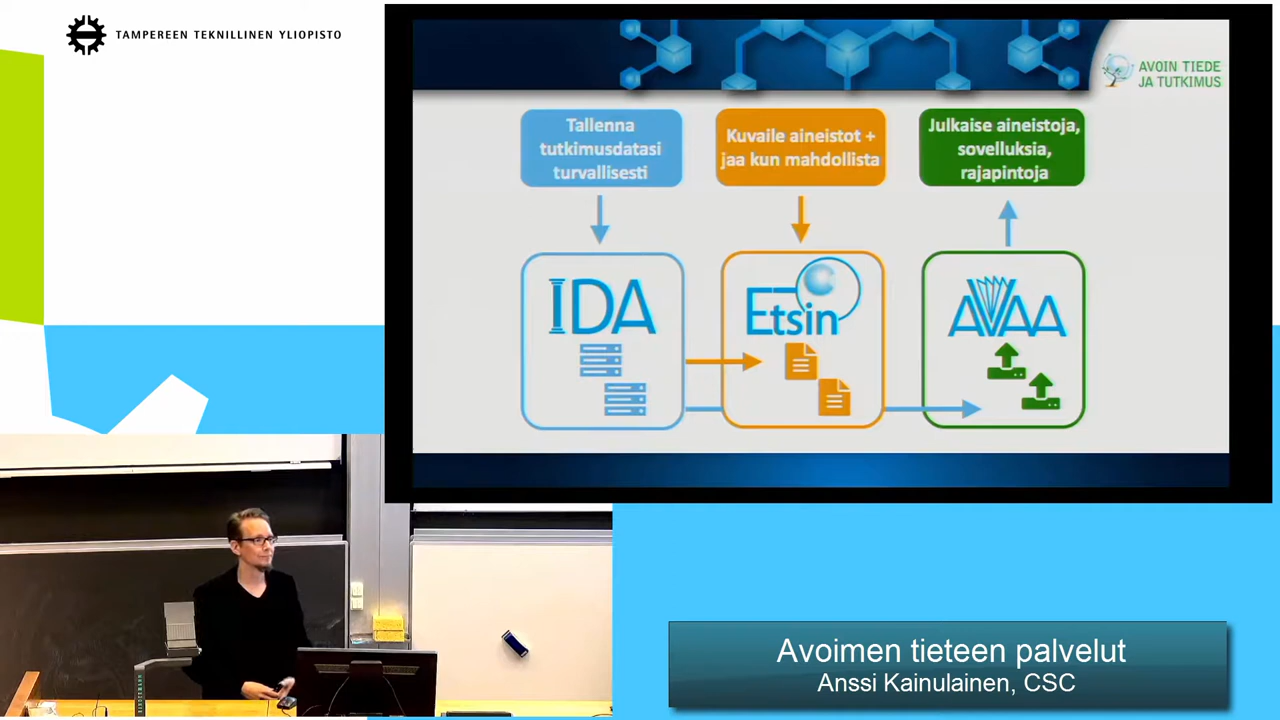 TAMPEREEN TEKNILLINEN YLIOPISTO
AVOIN TIEDE
JA TUTKIMUS
Tallenna
tutkimusdatasi
turvallisesti
Kuvaile aineistot +
jaa kun mahdollista
Julkaise aineistoja,
sovelluksia,
rajapintoja
IDA
Etsin
AVAA
Avoimen tieteen palvelut
Anssi Kainulainen, CSC